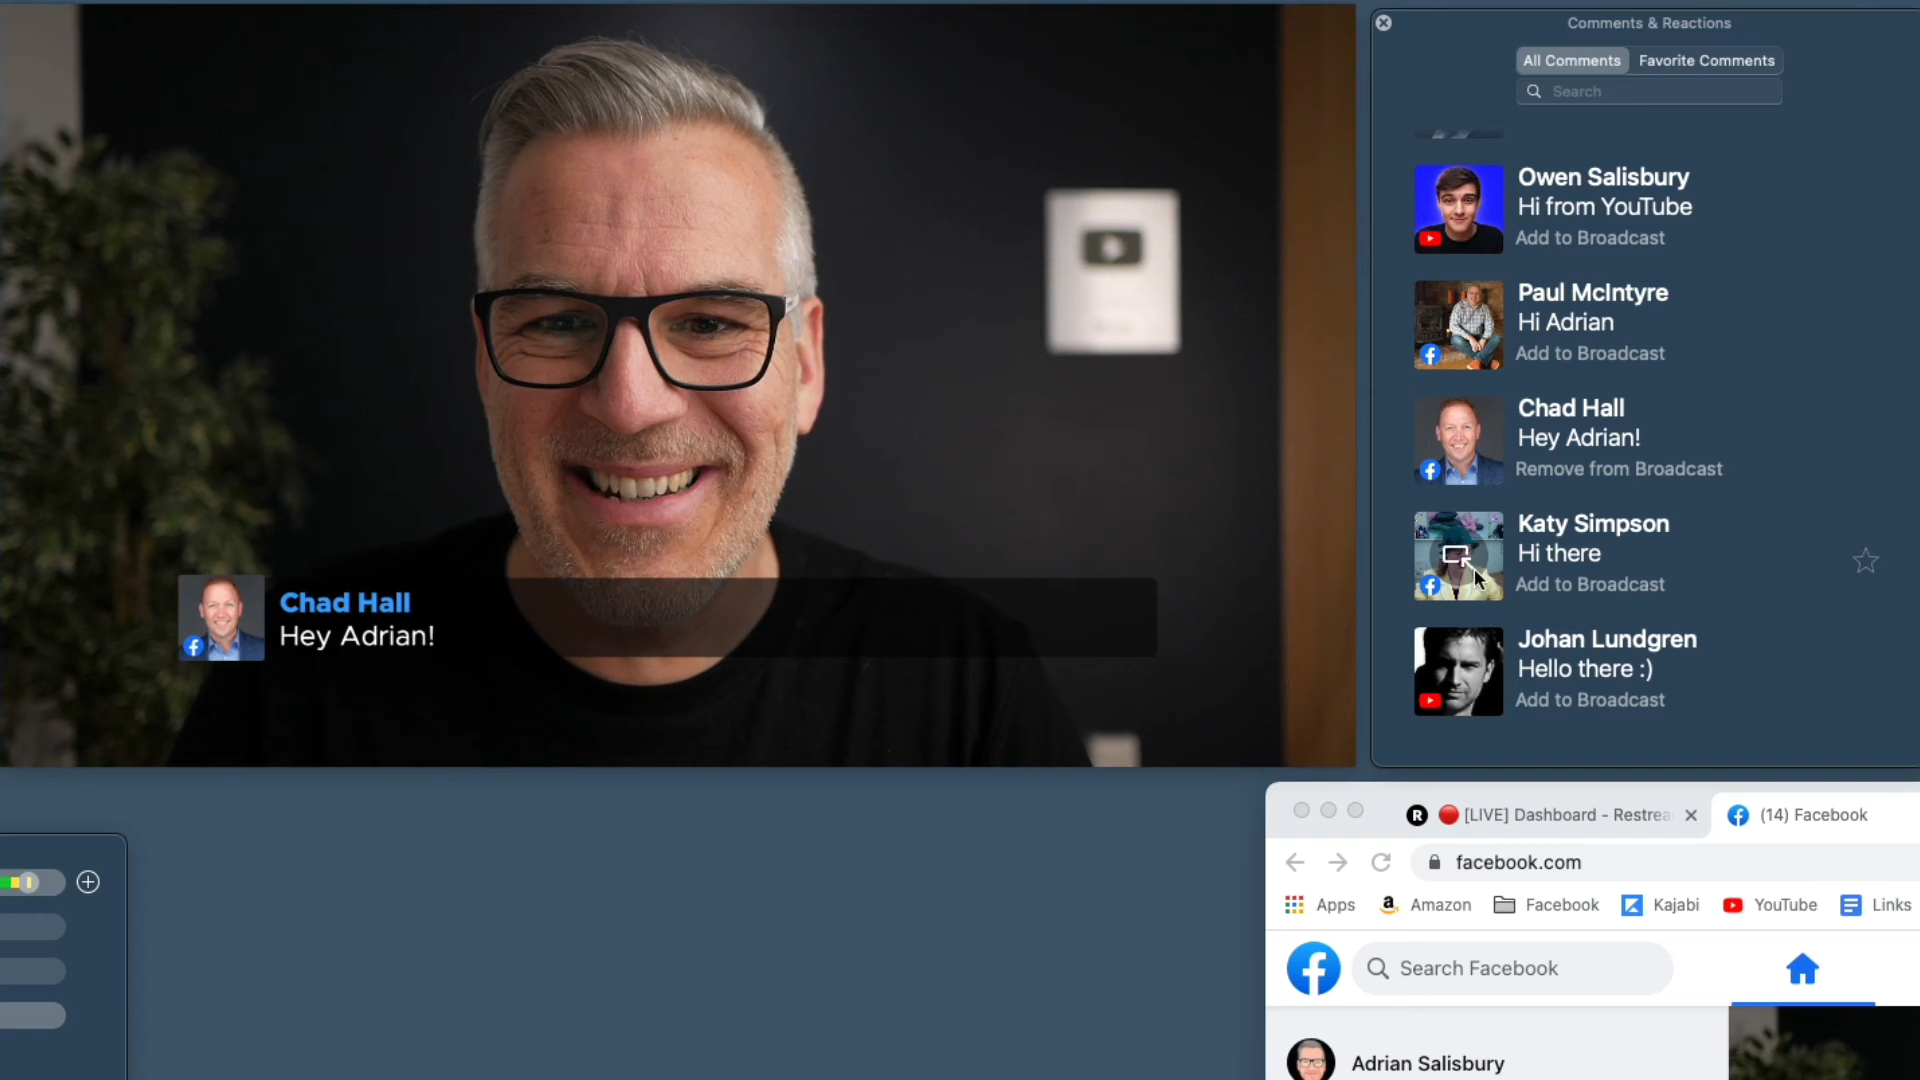 Comments & Reactions
All Comments
Favorite Comments
Search
Owen Salisbury
Hi from YouTube
Add to Broadcast
Paul McIntyre
Hi Adrian
Add to Broadcast
Chad Hall
Hey Adrian!
Remove from Broadcast
Katy Simpson
Hi there
Add to Broadcast
Johan Lundgren
Hello there :)
Add to Broadcast
Chad Hall
Hey Adrian!
R [LIVE] Dashboard - Restrea
(14) Facebook
facebook.com
Apps
Amazon
Facebook
Kajabi
YouTube
Links
Search Facebook
Adrian Salisbury